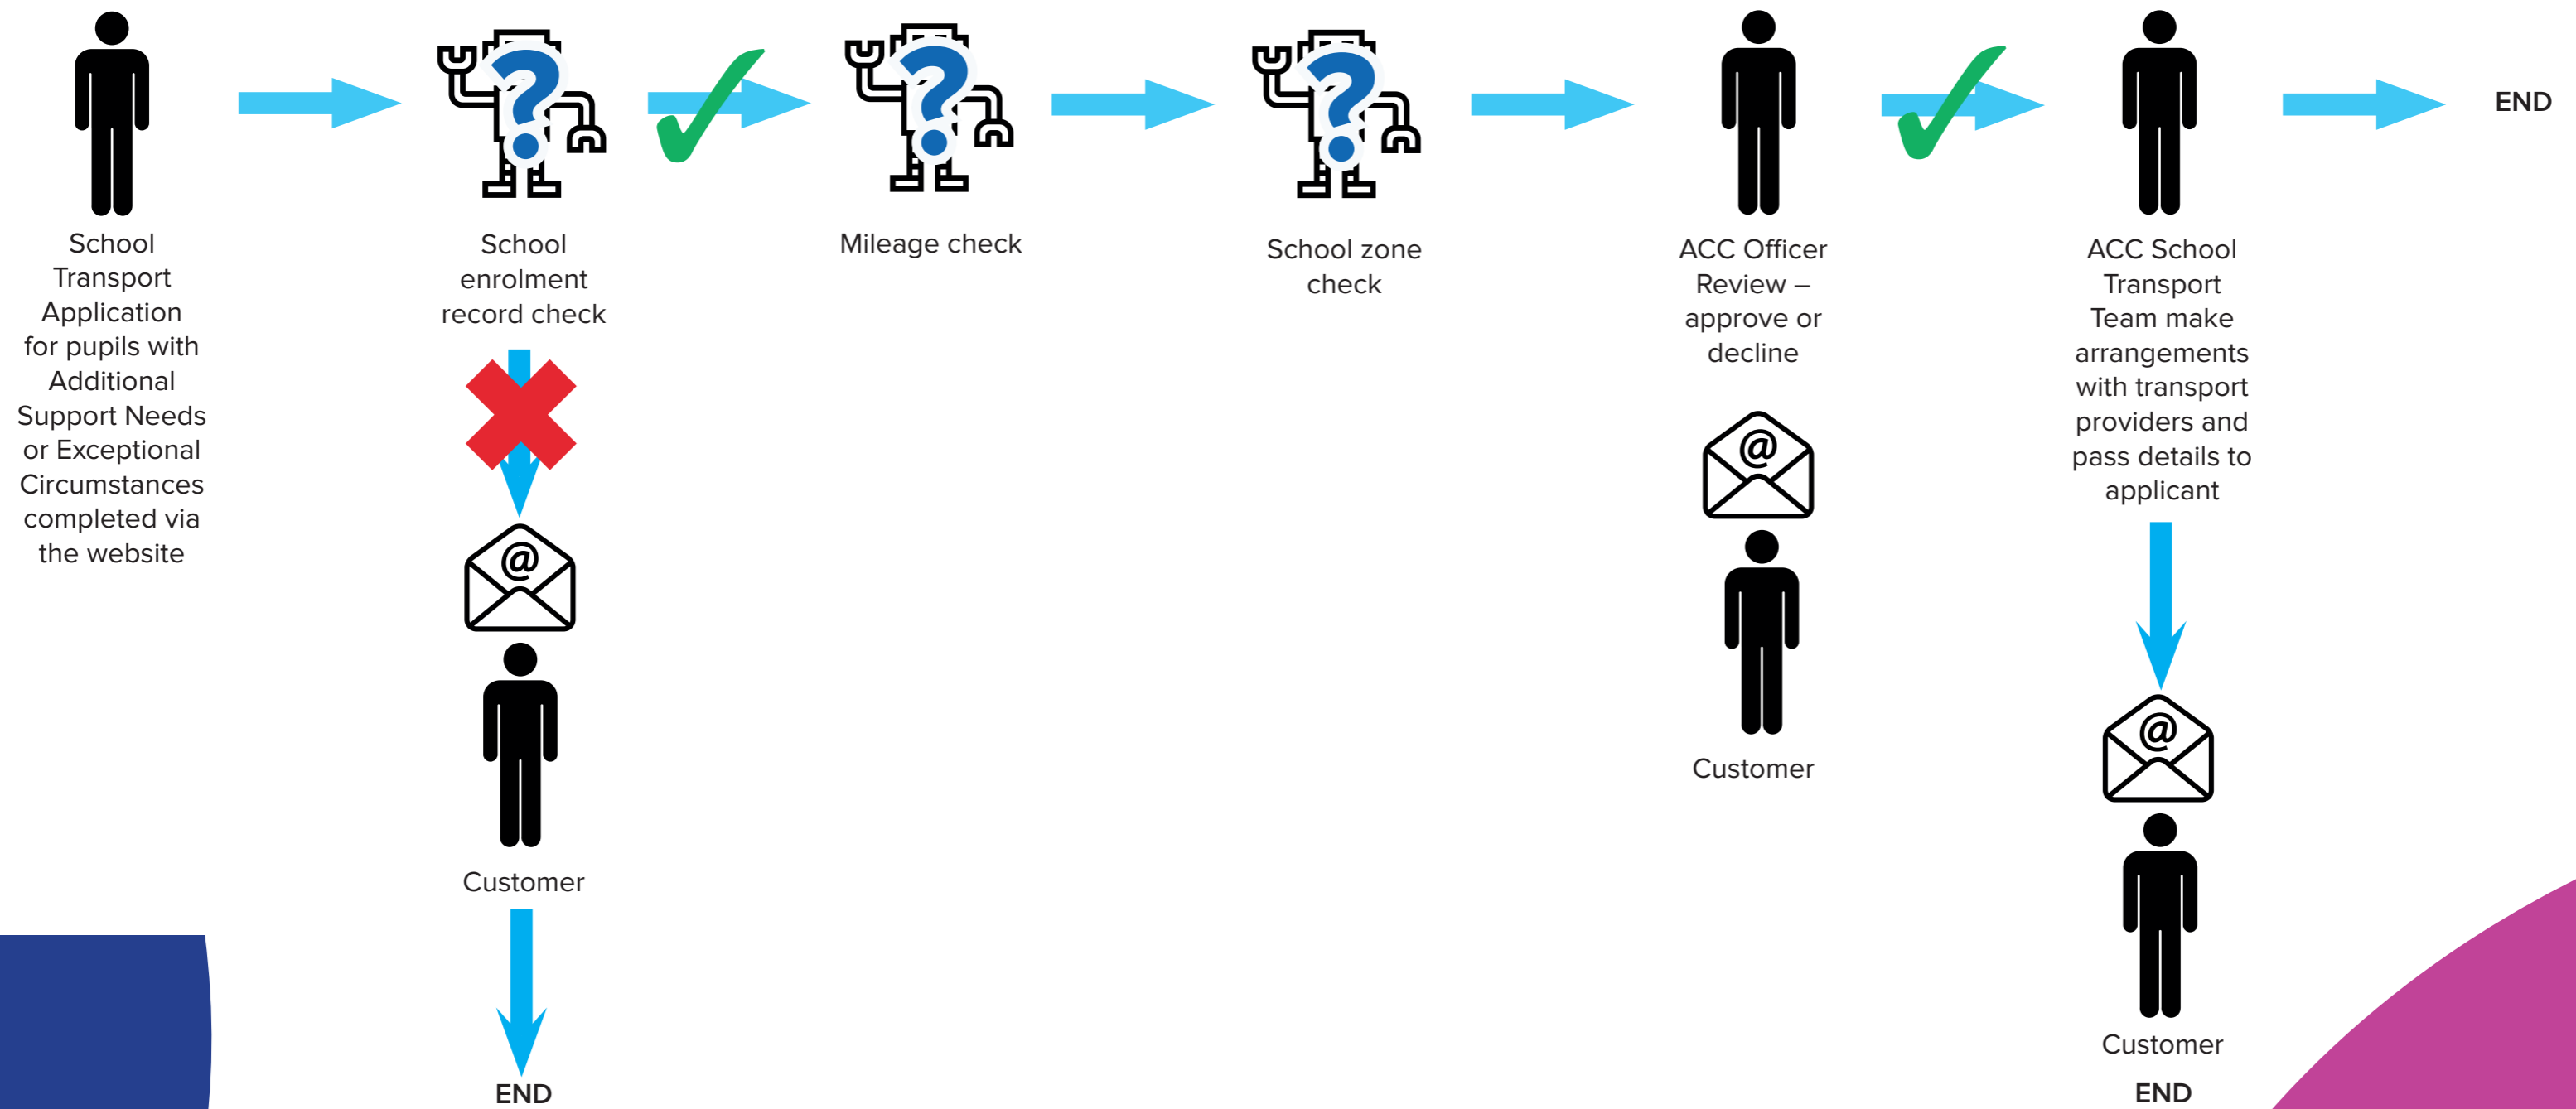 School
Transport
Application
for pupils with
Additional
Support Needs
or Exceptional
Circumstances
completed via
the website
School
enrolment
record check
@
Customer
END
Mileage check
School zone
check
ACC Officer
Review –
approve or
decline
@
Customer
ACC School
Transport
Team make
arrangements
with transport
providers and
pass details to
applicant
@
Customer
END
END